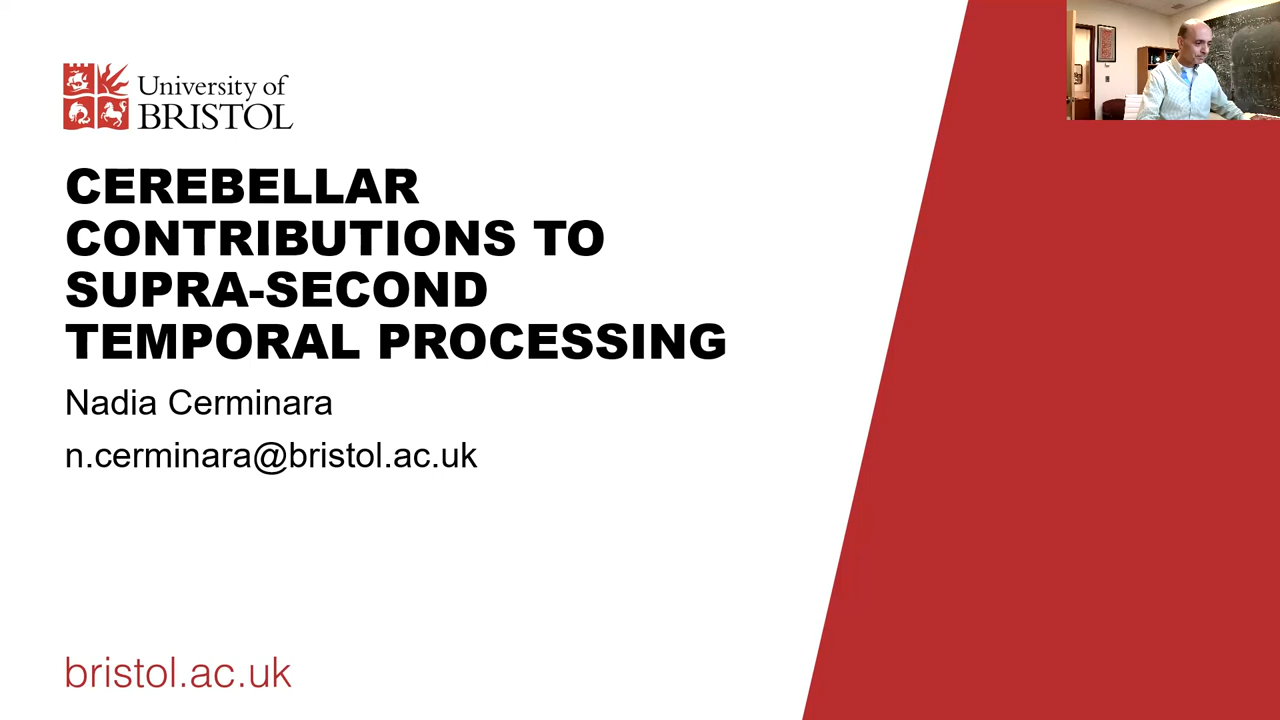 University of
BRISTOL
CEREBELLAR
CONTRIBUTIONS TO
SUPRA-SECOND
TEMPORAL PROCESSING
Nadia Cerminara
n.cerminara@bristol.ac.uk
bristol.ac.uk